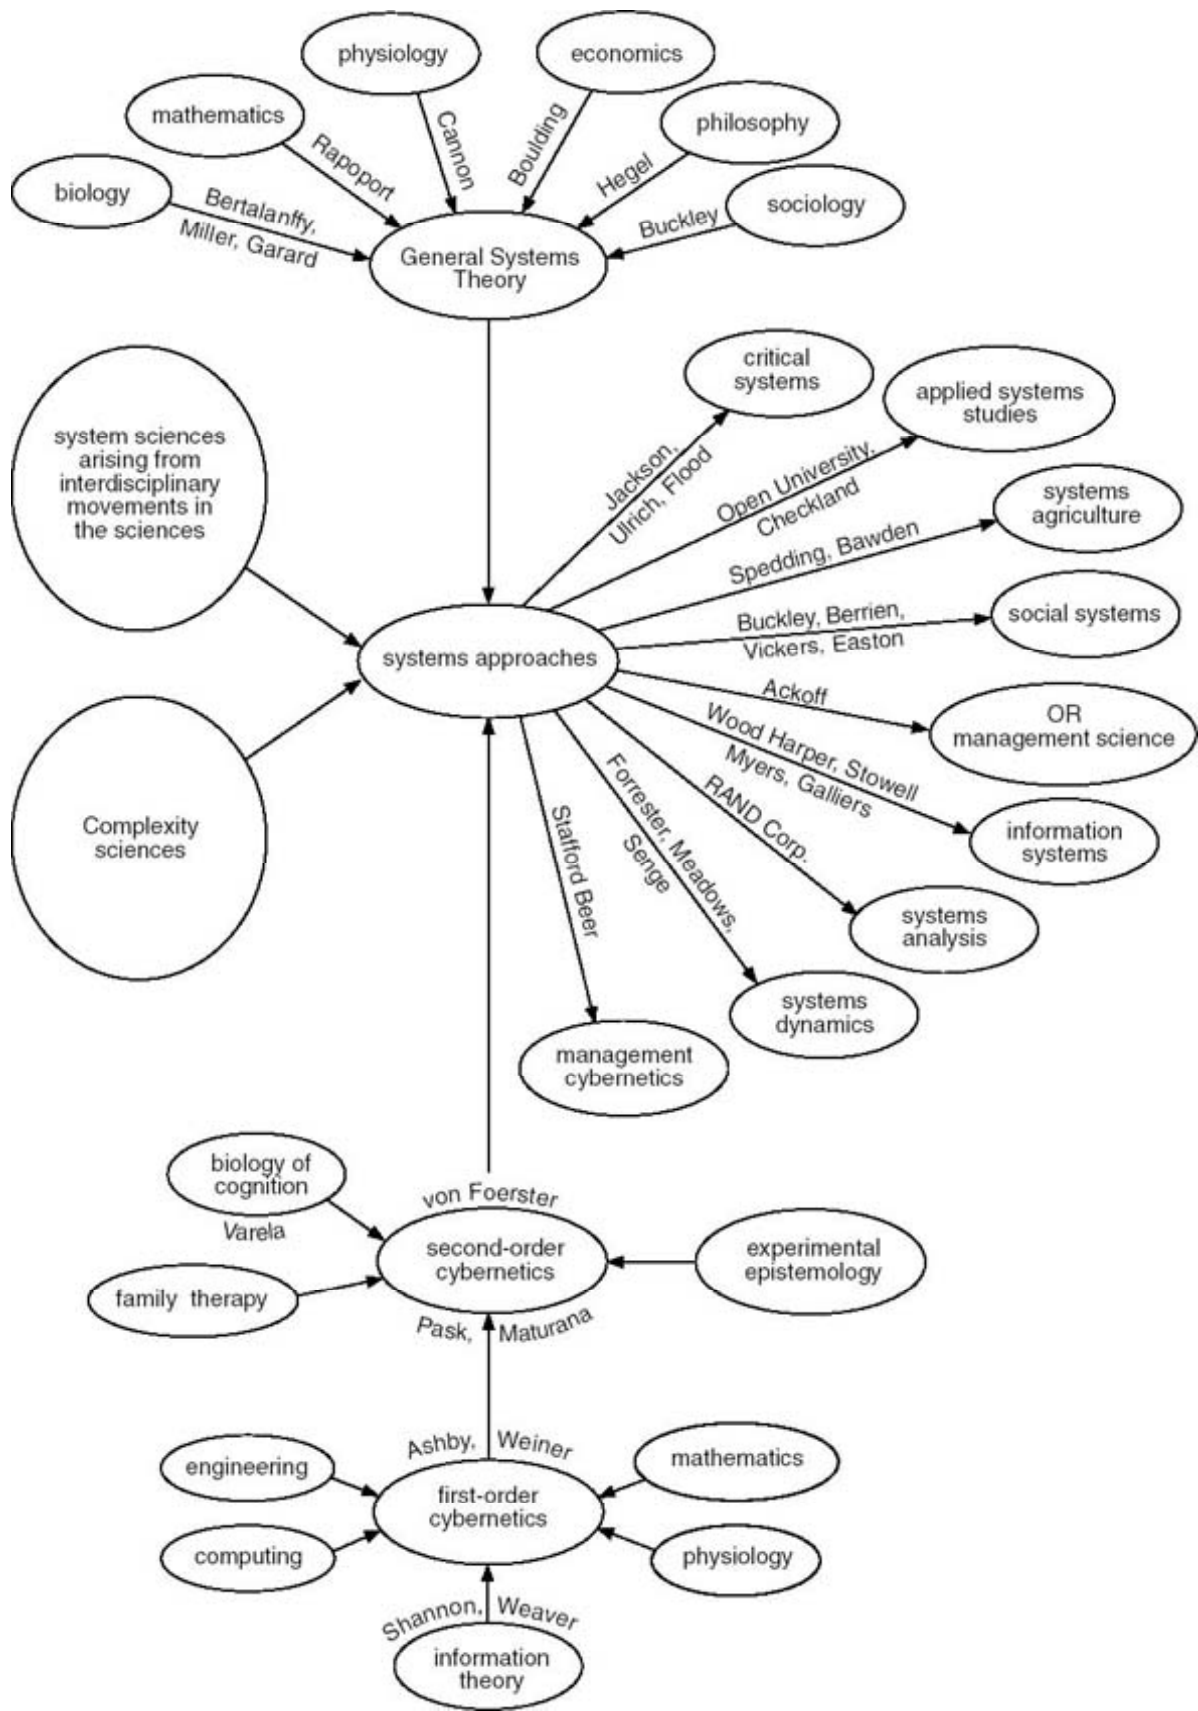 physiology
economics
mathematics
philosophy
biology
sociology
Cannon
Boulding
Rapoport
Hegel
Bertalanffy,
Miller, Garard
Buckley
General Systems
Theory
system sciences
arising from
interdisciplinary
movements in
the sciences
critical
systems
applied systems
studies
Jackson,
Ulrich, Flood
Open University,
Checkland
systems
agriculture
Spedding, Bawden
Buckley, Berrien,
Vickers, Easton
social systems
systems approaches
Ackoff
OR
management science
Wood Harper, Stowell
Myers, Galliers
information
systems
RAND Corp.
systems
analysis
Forrester, Meadows,
Senge
systems
dynamics
Stafford Beer
management
cybernetics
Complexity
sciences
biology of
cognition
Varela
von Foerster
second-order
cybernetics
experimental
epistemology
family therapy
Pask, Maturana
Ashby, Weiner
engineering
mathematics
first-order
cybernetics
computing
physiology
Shannon, Weaver
information
theory